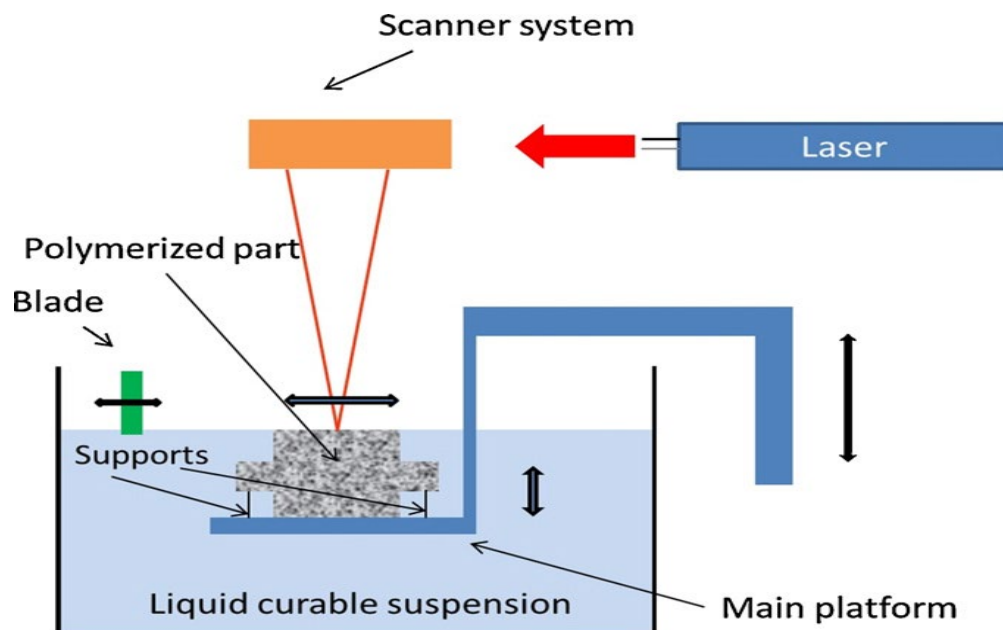 Scanner system
Laser
Polymerized part
Blade
Supports
Liquid curable suspension
Main platform